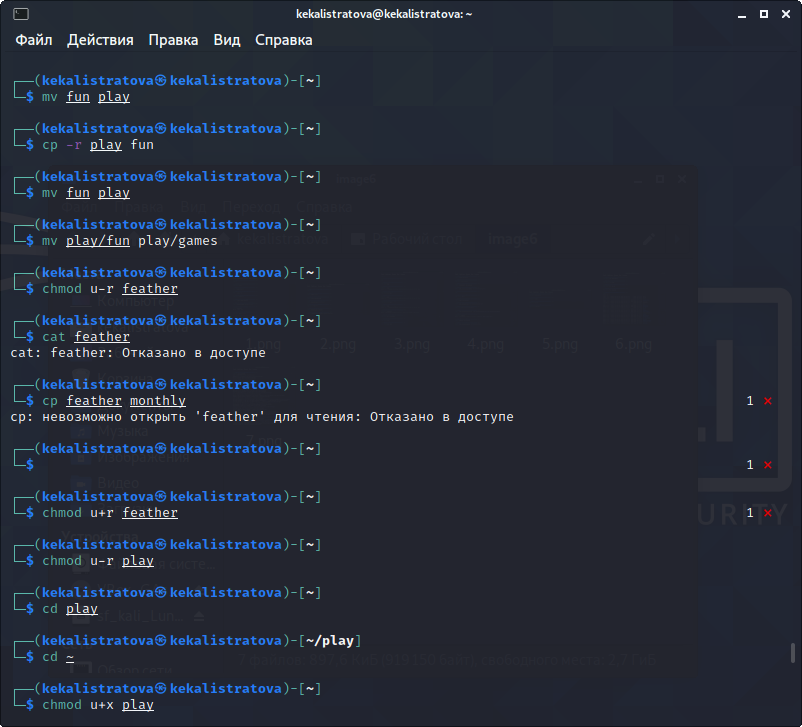 kekalistratova@kekalistratova: ~
Файл Действия Правка Вид Справка
┌──(kekalistratova㉿kekalistratova)-[~]
└─$ mv fun play
┌──(kekalistratova㉿kekalistratova)-[~]
└─$ cp -r play fun
┌──(kekalistratova㉿kekalistratova)-[~]
└─$ mv fun play
┌──(kekalistratova㉿kekalistratova)-[~]
└─$ mv play/fun play/games
┌──(kekalistratova㉿kekalistratova)-[~]
└─$ chmod u-r feather
┌──(kekalistratova㉿kekalistratova)-[~]
└─$ cat feather
cat: feather: Отказано в доступе
┌──(kekalistratova㉿kekalistratova)-[~]
└─$ cp feather monthly 1 ⨯
cp: невозможно открыть 'feather' для чтения: Отказано в доступе
┌──(kekalistratova㉿kekalistratova)-[~]
└─$ 1 ⨯
┌──(kekalistratova㉿kekalistratova)-[~]
└─$ chmod u+r feather 1 ⨯
┌──(kekalistratova㉿kekalistratova)-[~]
└─$ chmod u-r play
┌──(kekalistratova㉿kekalistratova)-[~]
└─$ cd play
┌──(kekalistratova㉿kekalistratova)-[~/play]
└─$ cd ~
┌──(kekalistratova㉿kekalistratova)-[~]
└─$ chmod u+x play